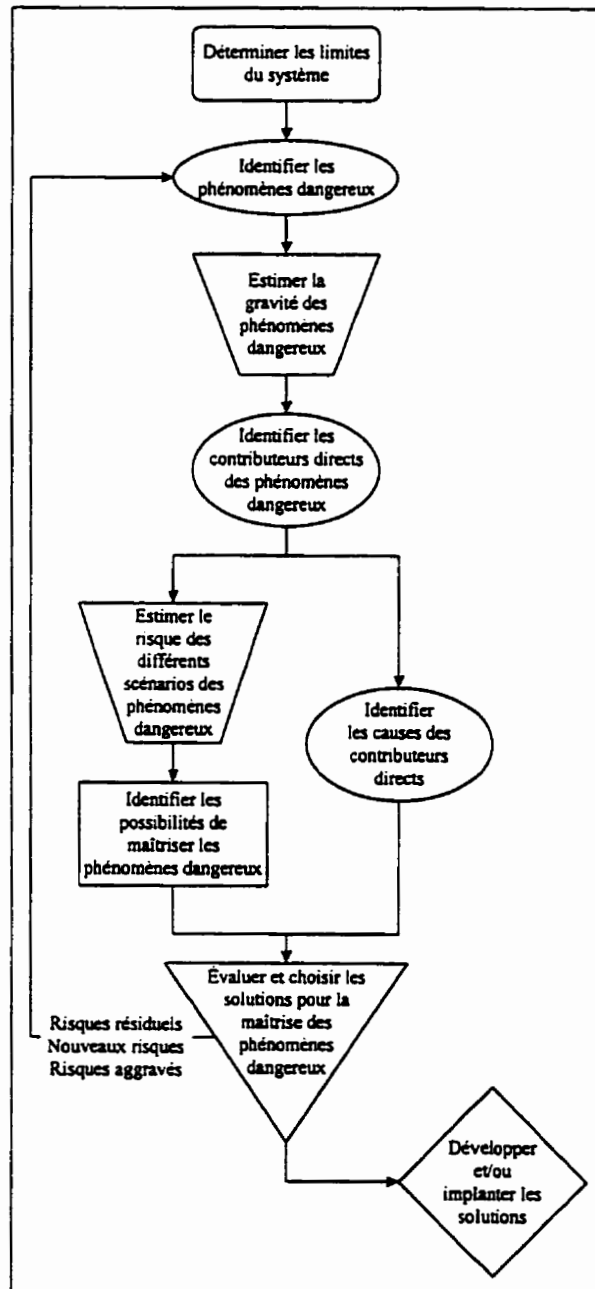 Déterminer les limites
du système
Identifier les
phénomènes dangereux
Estimer la
gravité des
phénomènes
dangereux
Identifier les
contributeurs directs
des phénomènes
dangereux
Estimer le
risque des
différents
scénarios des
phénomènes
dangereux
Identifier
les causes des
contributeurs
directs
Identifier les
possibilités de
maîtriser les
phénomènes dangereux
Évaluer et choisir les
solutions pour la
maîtrise des
phénomènes
dangereux
Risques résiduels
Nouveaux risques
Risques aggravés
Développer
et/ou
implanter les
solutions